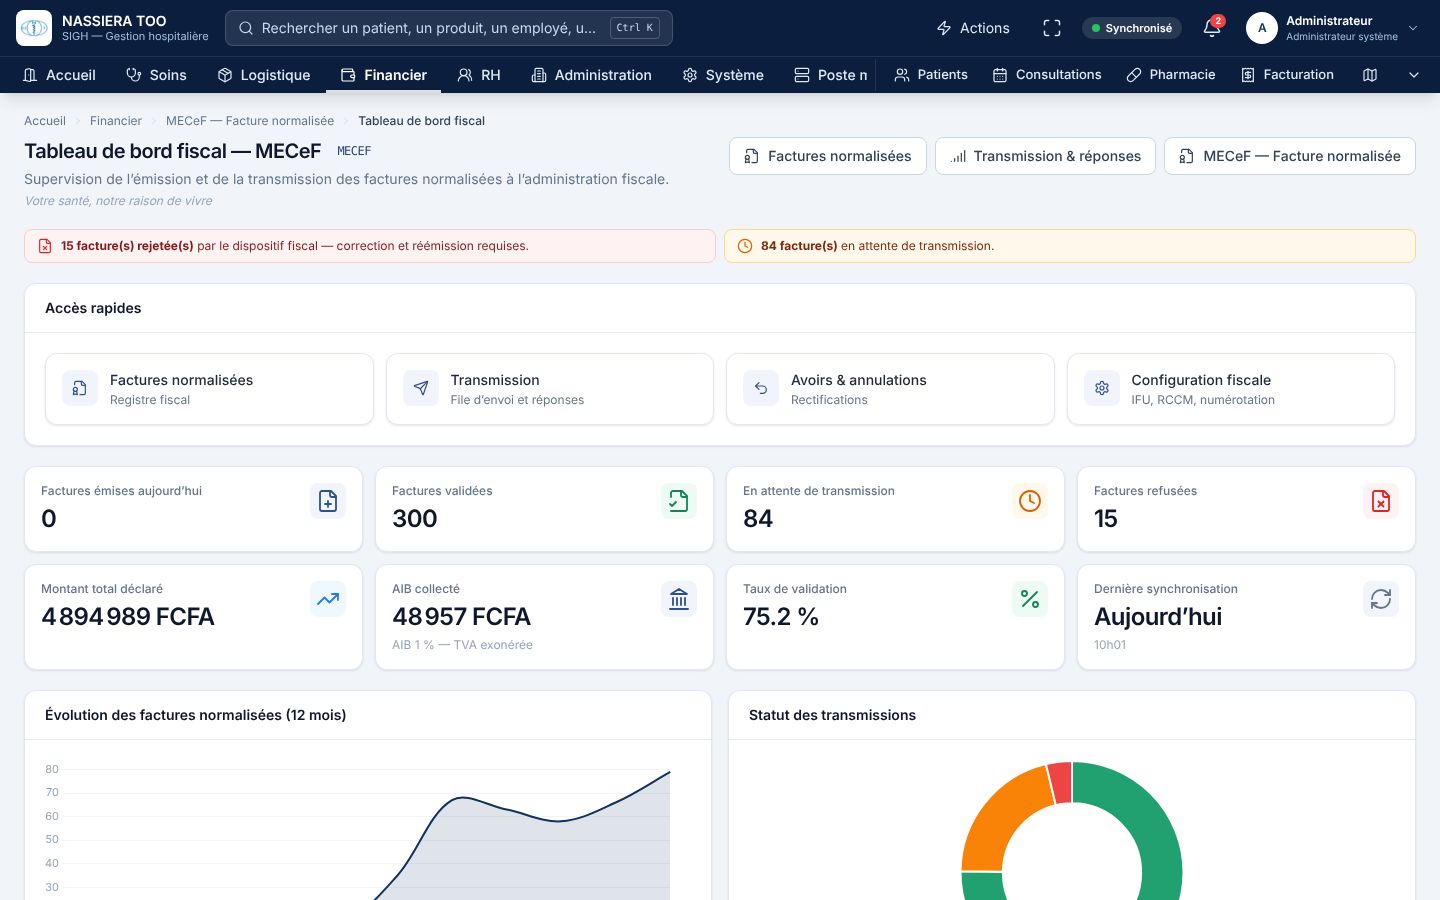 NASSIERA TOO
SIGH — Gestion hospitalière
Rechercher un patient, un produit, un employé, u... Ctrl K
Actions
Synchronisé
2
A
Administrateur
Administrateur système
Accueil Soins Logistique Financier RH Administration Système Poste n Patients Consultations Pharmacie Facturation
Accueil Financier MECeF — Facture normalisée Tableau de bord fiscal
Tableau de bord fiscal — MECeF MECEF
Factures normalisées Transmission & réponses MECeF — Facture normalisée
Supervision de l’émission et de la transmission des factures normalisées à l’administration fiscale.
Votre santé, notre raison de vivre
15 facture(s) rejetée(s) par le dispositif fiscal — correction et réémission requises.
84 facture(s) en attente de transmission.
Accès rapides
Factures normalisées
Registre fiscal
Transmission
File d’envoi et réponses
Avoirs & annulations
Rectifications
Configuration fiscale
IFU, RCCM, numérotation
Factures émises aujourd’hui
0
Factures validées
300
En attente de transmission
84
Factures refusées
15
Montant total déclaré
4 894 989 FCFA
AIB collecté
48 957 FCFA
AIB 1 % — TVA exonérée
Taux de validation
75.2 %
Dernière synchronisation
Aujourd’hui
10h01
Évolution des factures normalisées (12 mois)
80
70
60
50
40
30
Statut des transmissions